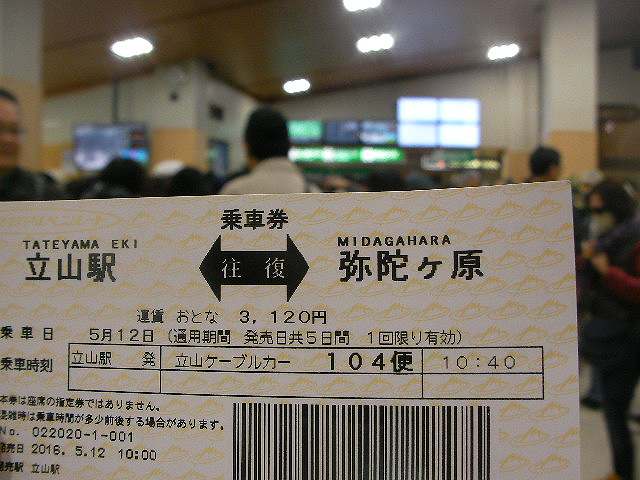 乗車券
TATEYAMA EKI MIDAGAHARA
立山駅 往復 弥陀ヶ原
運賃 おとな 3,120円
乗車日 5月12日 (通用期間 発売日共5日間 1回限り有効)
乗車時刻 立山駅 発 立山ケーブルカー 104便 10:40
本券は座席の指定券ではありません。
混雑時は乗車時間が多少前後する場合があります。
No. 022020-1-001
発売日 2016. 5.12 10:00
発売駅 立山駅